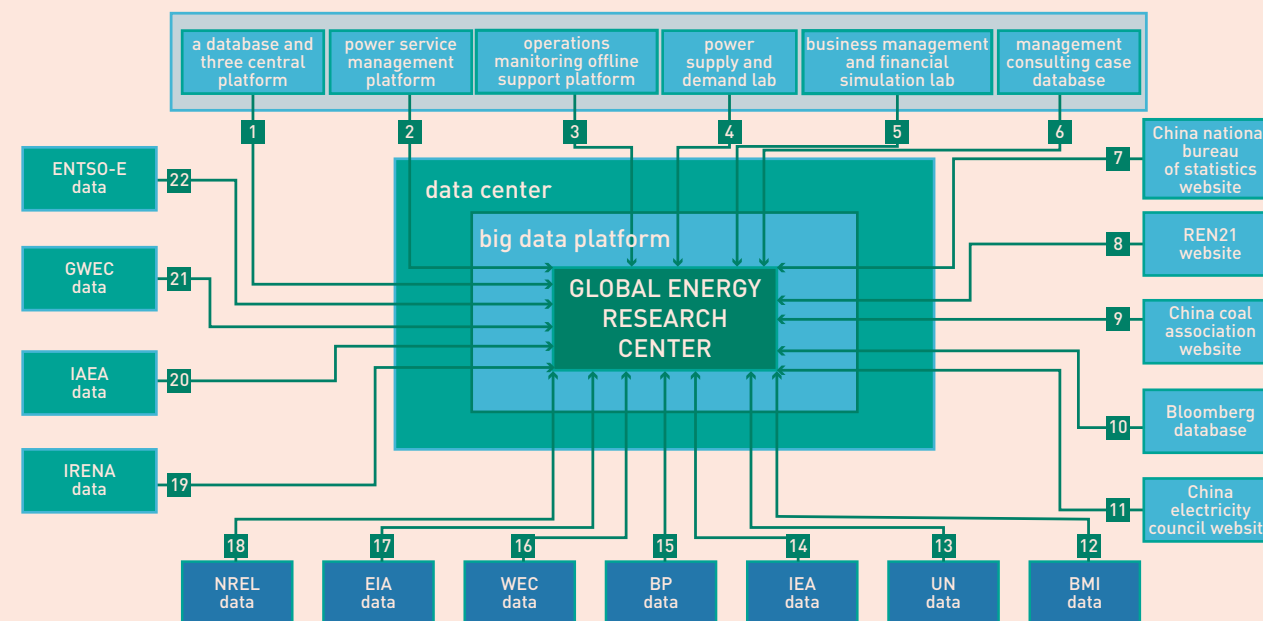 a database and
three central
platform
power service
management
platform
operations
monitoring offline
support platform
power
supply and
demand lab
business management
and financial
simulation lab
management
consulting case
database
1
2
3
4
5
6
China national
bureau
of statistics
website
7
ENTSO-E
data
22
data center
REN21
website
8
big data platform
GWEC
data
21
GLOBAL ENERGY
RESEARCH
CENTER
China coal
association
website
9
IAEA
data
20
Bloomberg
database
10
IRENA
data
19
China
electricity
council websit
11
18
17
16
15
14
13
12
NREL
data
EIA
data
WEC
data
BP
data
IEA
data
UN
data
BMI
data